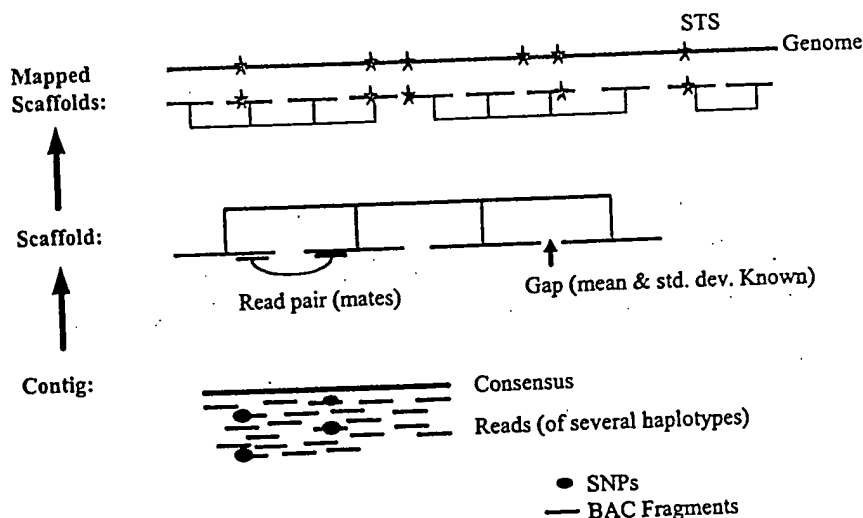 STS
Genome
Mapped
Scaffolds:
Scaffold:
Read pair (mates)
Gap (mean & std. dev. Known)
Contig:
Consensus
Reads (of several haplotypes)
SNPs
BAC Fragments